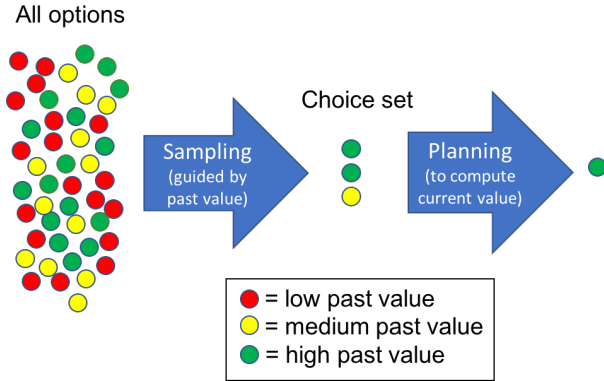 All options
Choice set
Sampling
(guided by
past value)
Planning
(to compute
current value)
= low past value
= medium past value
= high past value